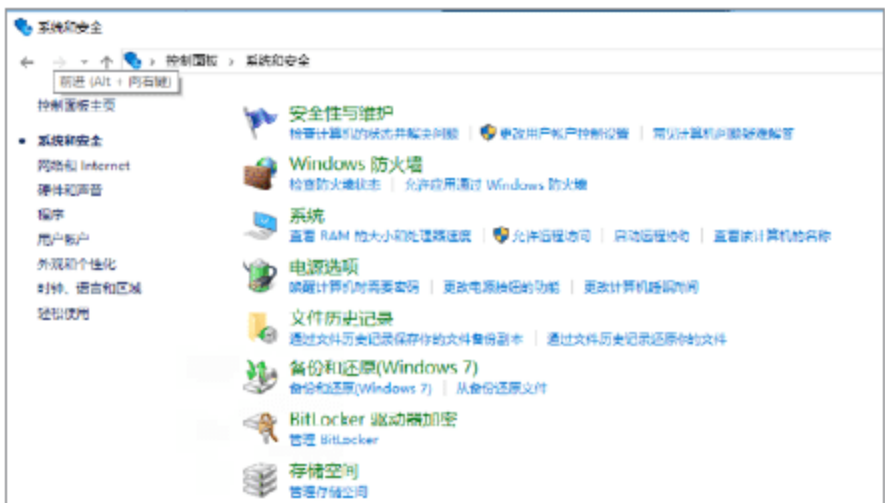 系统和安全
控制面板 › 系统和安全
前进 (Alt + 向右键)
控制面板主页
系统和安全
网络和 Internet
硬件和声音
程序
用户帐户
外观和个性化
时钟、语言和区域
轻松使用
安全性与维护
检查计算机的状态并解决问题 | 更改用户帐户控制设置 | 常见计算机问题疑难解答
Windows 防火墙
检查防火墙状态 | 允许应用通过 Windows 防火墙
系统
查看 RAM 的大小和处理器速度 | 允许远程访问 | 启动远程协助 | 查看该计算机的名称
电源选项
唤醒计算机时需要密码 | 更改电源按钮的功能 | 更改计算机睡眠时间
文件历史记录
通过文件历史记录保存你的文件备份副本 | 通过文件历史记录还原你的文件
备份和还原(Windows 7)
备份和还原(Windows 7) | 从备份还原文件
BitLocker 驱动器加密
管理 BitLocker
存储空间
管理存储空间